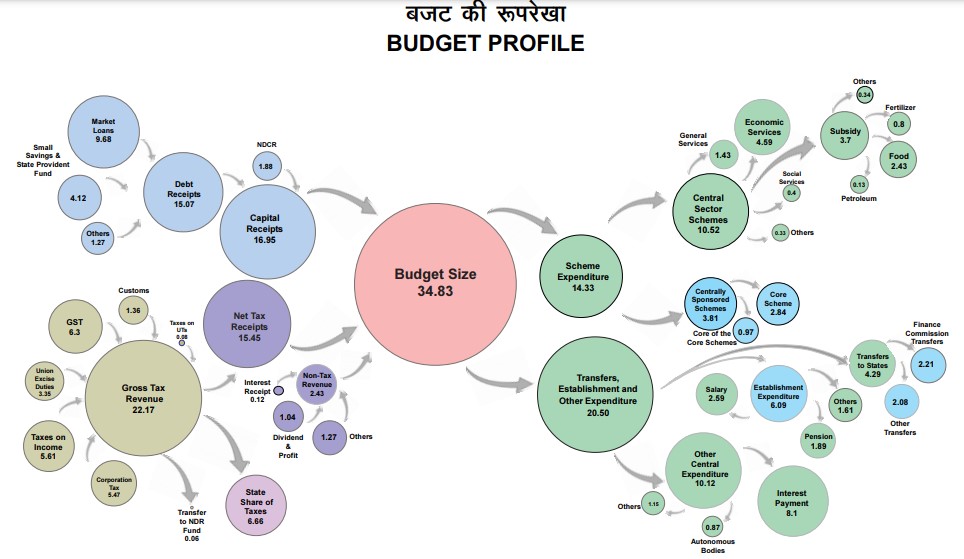 बजट की रूपरेखा
BUDGET PROFILE
Market
Loans
9.68
Small
Savings &
State Provident
Fund
4.12
Others
1.27
Debt
Receipts
15.07
NDCR
1.88
Capital
Receipts
16.95
Customs
1.36
GST
6.3
Taxes on
UTs
0.08
Union
Excise
Duties
3.35
Gross Tax
Revenue
22.17
Taxes on
Income
5.61
Corporation
Tax
5.47
Transfer
to NDR
Fund
0.06
State
Share of
Taxes
6.66
Net Tax
Receipts
15.45
Interest
Receipt
0.12
Non-Tax
Revenue
2.43
1.04
Dividend
&
Profit
1.27
Others
Budget Size
34.83
Scheme
Expenditure
14.33
Transfers,
Establishment and
Other Expenditure
20.50
General
Services
1.43
Economic
Services
4.59
Central
Sector
Schemes
10.52
Social
Services
0.4
0.33
Others
Subsidy
3.7
Others
0.34
Fertilizer
0.8
Food
2.43
0.13
Petroleum
Centrally
Sponsored
Schemes
3.81
Core
Scheme
2.84
Core of the
Core Schemes
0.97
Finance
Commission
Transfers
2.21
Transfers
to States
4.29
2.08
Other
Transfers
Salary
2.59
Establishment
Expenditure
6.09
Others
1.61
Pension
1.89
Other
Central
Expenditure
10.12
Others
1.15
0.87
Autonomous
Bodies
Interest
Payment
8.1